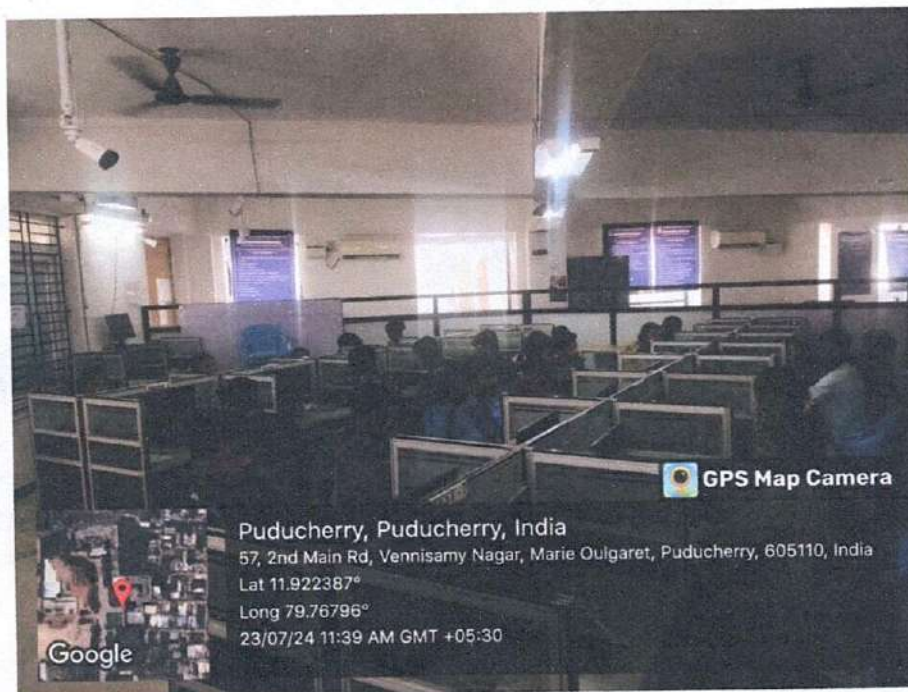 GPS Map Camera
Puducherry, Puducherry, India
57, 2nd Main Rd, Vennisamy Nagar, Marie Oulgaret, Puducherry, 605110, India
Lat 11.922387°
Long 79.76796°
23/07/24 11:39 AM GMT +05:30
Google